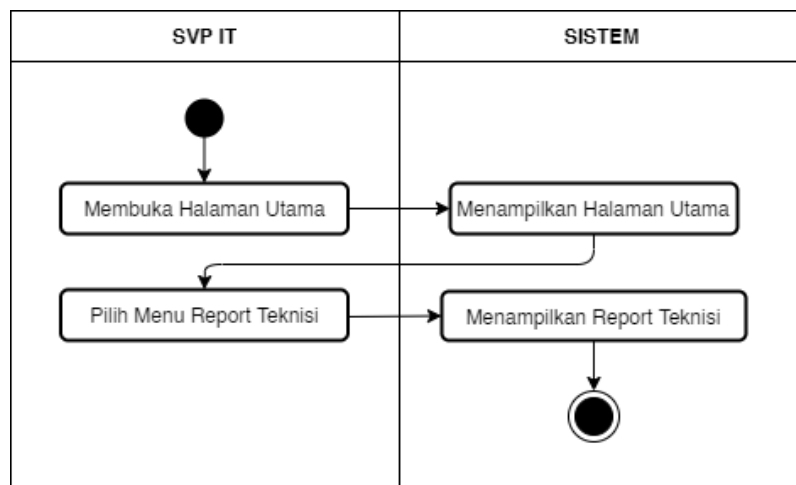 SVP IT
SISTEM
Membuka Halaman Utama
Menampilkan Halaman Utama
Pilih Menu Report Teknisi
Menampilkan Report Teknisi